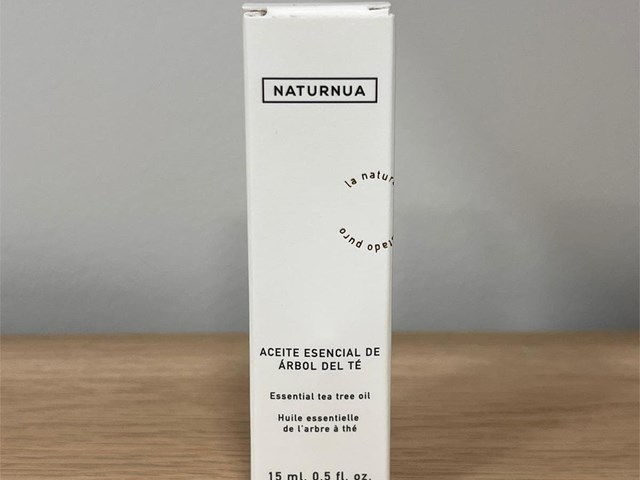 NATURNUA
la natur
tado puro
ACEITE ESENCIAL DE
ÁRBOL DEL TÉ
Essential tea tree oil
Huile essentielle
de l'arbre à thé
15 ml. 0.5 fl. oz.